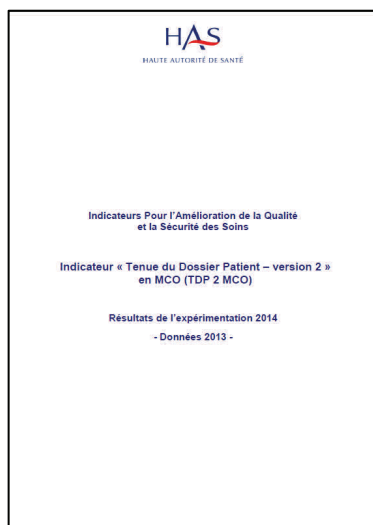 HAS
HAUTE AUTORITÉ DE SANTÉ
Indicateurs Pour l'Amélioration de la Qualité
et la Sécurité des Soins
Indicateur « Tenue du Dossier Patient – version 2 »
en MCO (TDP 2 MCO)
Résultats de l'expérimentation 2014
- Données 2013 -